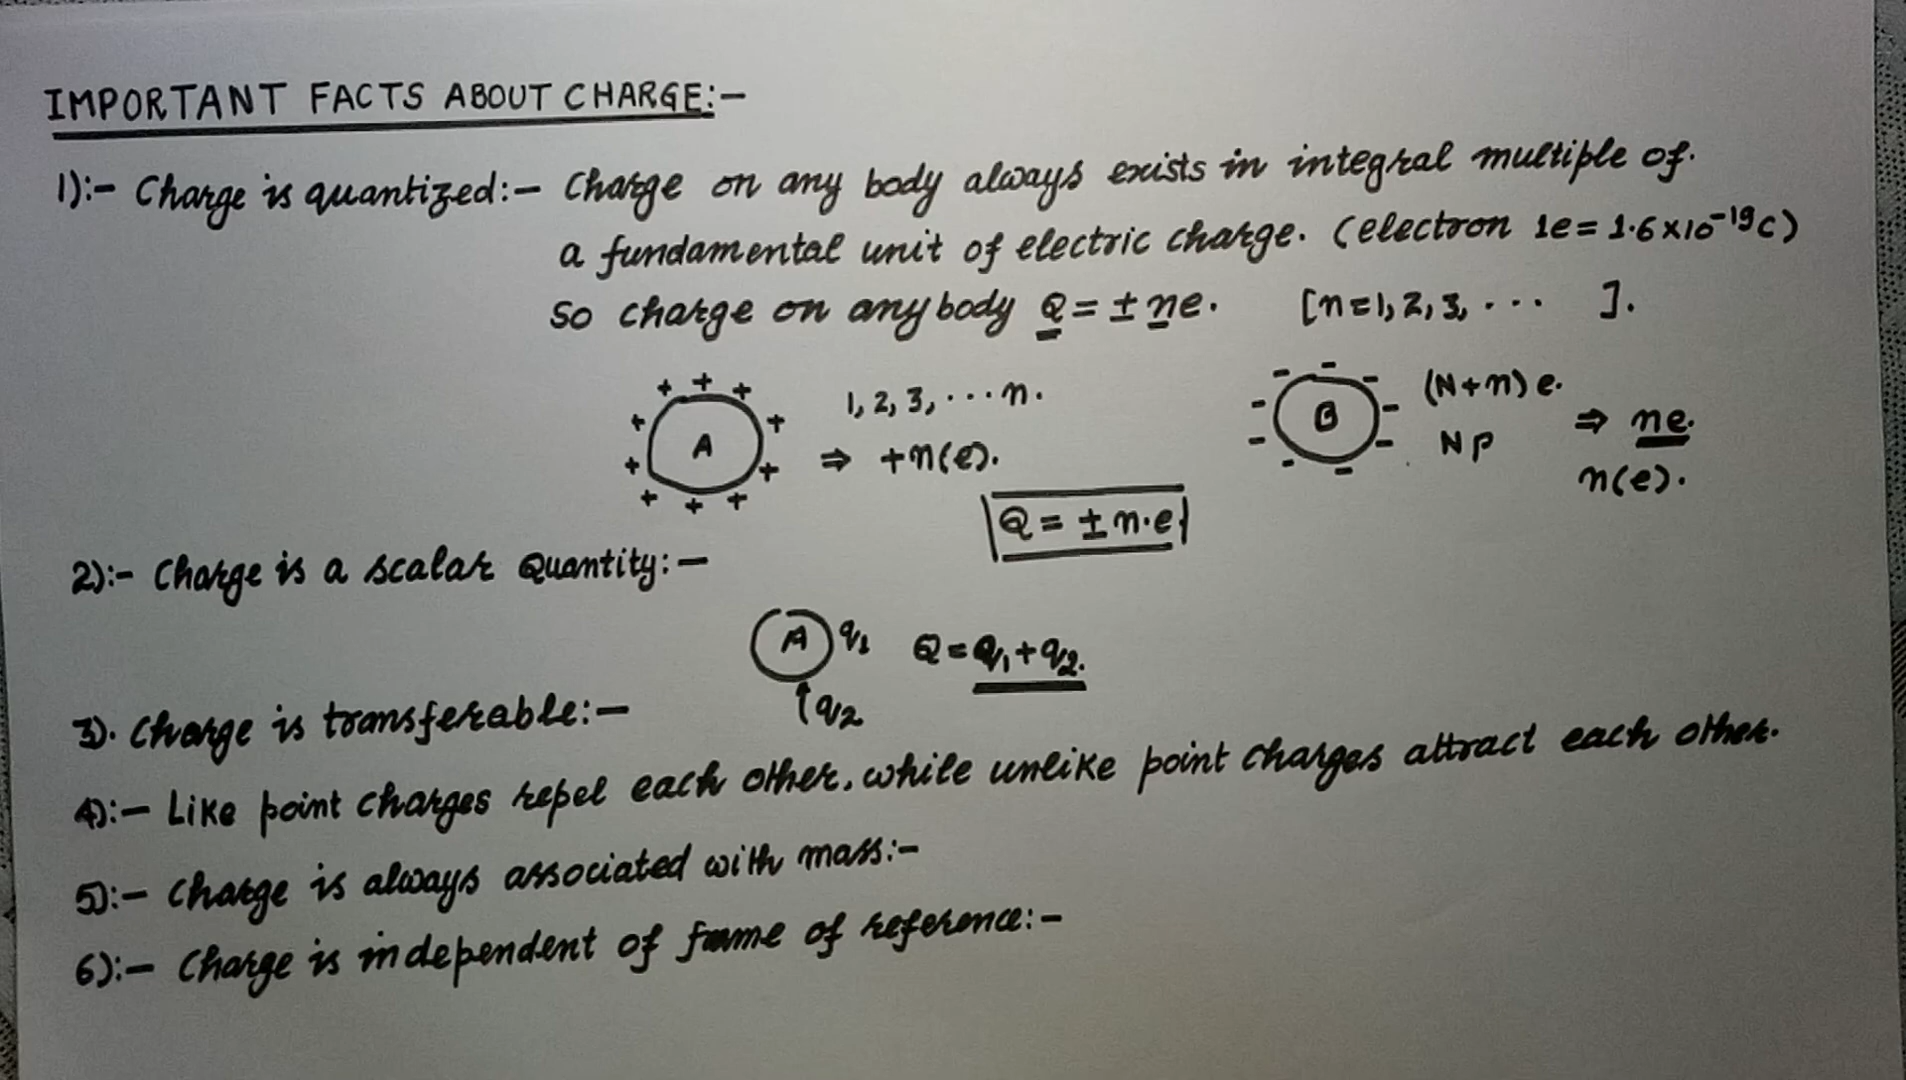 IMPORTANT FACTS ABOUT CHARGE:-
1):- Charge is quantized:- Charge on any body always exists in integral multiple of.
a fundamental unit of electric charge. (electron 1e = 1.6×10⁻¹⁹C)
So charge on any body Q = ± ne. [n=1, 2, 3, ... ].
+ + + + + + + + + + +
A
1, 2, 3, ... n.
⇒ +n(e).
- - - - - - - - -
B
(N+n) e.
N p
⇒ ne.
n(e).
Q = ± n·e
2):- Charge is a scalar Quantity:-
A q1 Q = q1 + q2.
↑q2
3). Charge is transferable:-
4):- Like point charges repel each other, while unlike point charges attract each other.
5):- Charge is always associated with mass:-
6):- Charge is independent of frame of reference:-